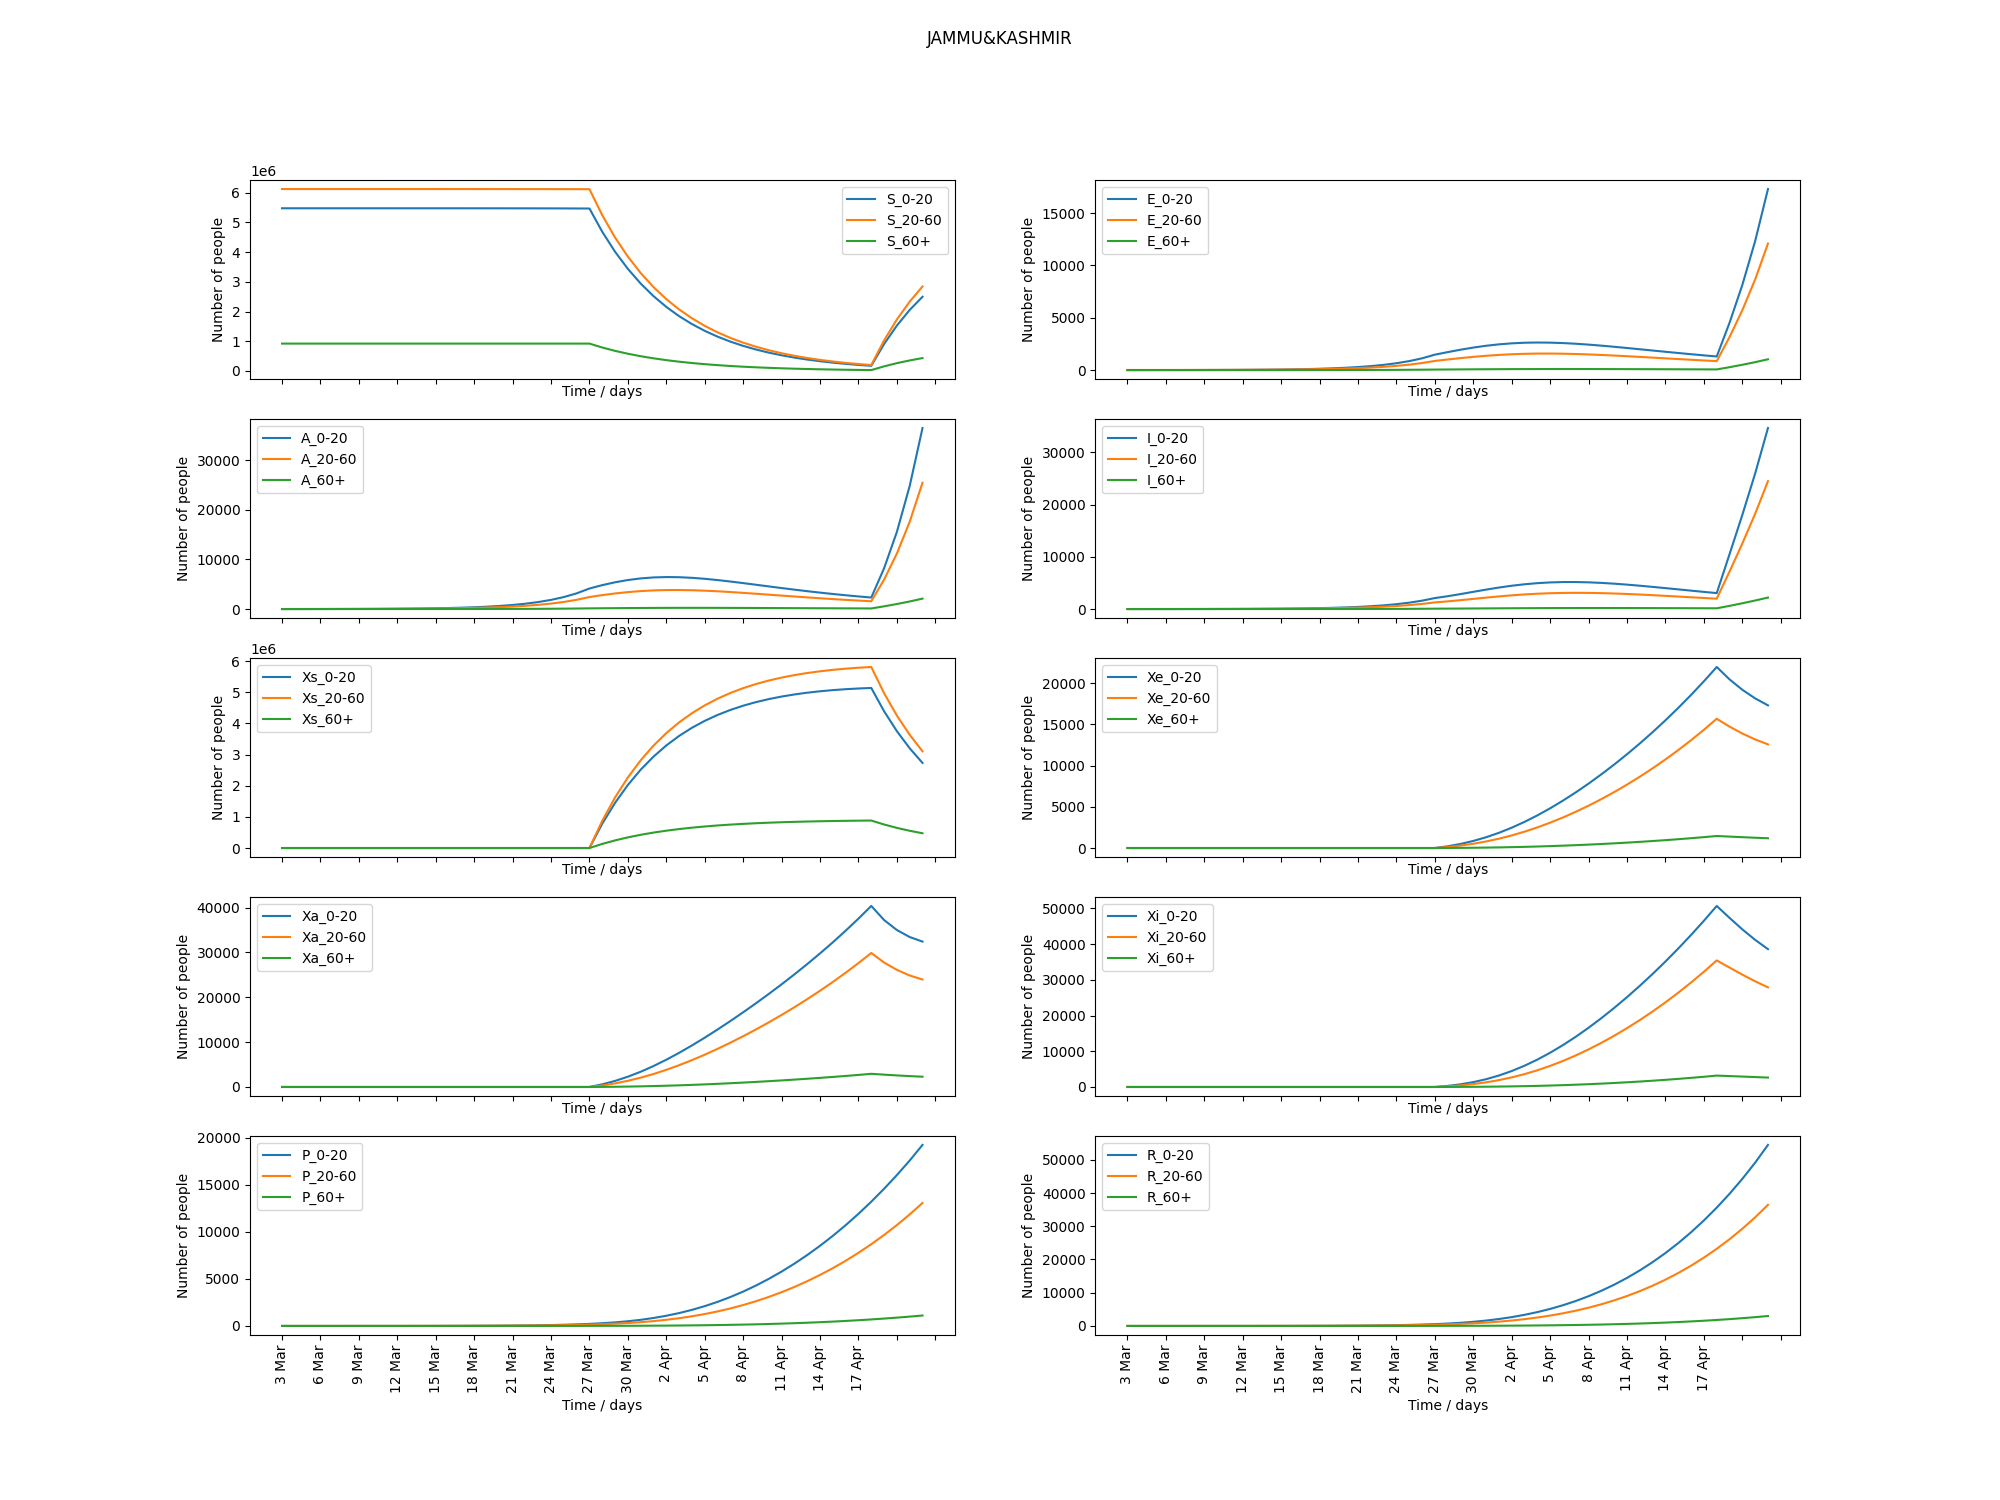 JAMMU&KASHMIR
1e6
Number of people
6
5
4
3
2
1
0
S_0-20
S_20-60
S_60+
Time / days
Number of people
15000
10000
5000
0
E_0-20
E_20-60
E_60+
Time / days
Number of people
30000
20000
10000
0
A_0-20
A_20-60
A_60+
Time / days
Number of people
30000
20000
10000
0
I_0-20
I_20-60
I_60+
Time / days
1e6
Number of people
6
5
4
3
2
1
0
Xs_0-20
Xs_20-60
Xs_60+
Time / days
Number of people
20000
15000
10000
5000
0
Xe_0-20
Xe_20-60
Xe_60+
Time / days
Number of people
40000
30000
20000
10000
0
Xa_0-20
Xa_20-60
Xa_60+
Time / days
Number of people
50000
40000
30000
20000
10000
0
Xi_0-20
Xi_20-60
Xi_60+
Time / days
Number of people
20000
15000
10000
5000
0
P_0-20
P_20-60
P_60+
3 Mar
6 Mar
9 Mar
12 Mar
15 Mar
18 Mar
21 Mar
24 Mar
27 Mar
30 Mar
2 Apr
5 Apr
8 Apr
11 Apr
14 Apr
17 Apr
Time / days
Number of people
50000
40000
30000
20000
10000
0
R_0-20
R_20-60
R_60+
3 Mar
6 Mar
9 Mar
12 Mar
15 Mar
18 Mar
21 Mar
24 Mar
27 Mar
30 Mar
2 Apr
5 Apr
8 Apr
11 Apr
14 Apr
17 Apr
Time / days